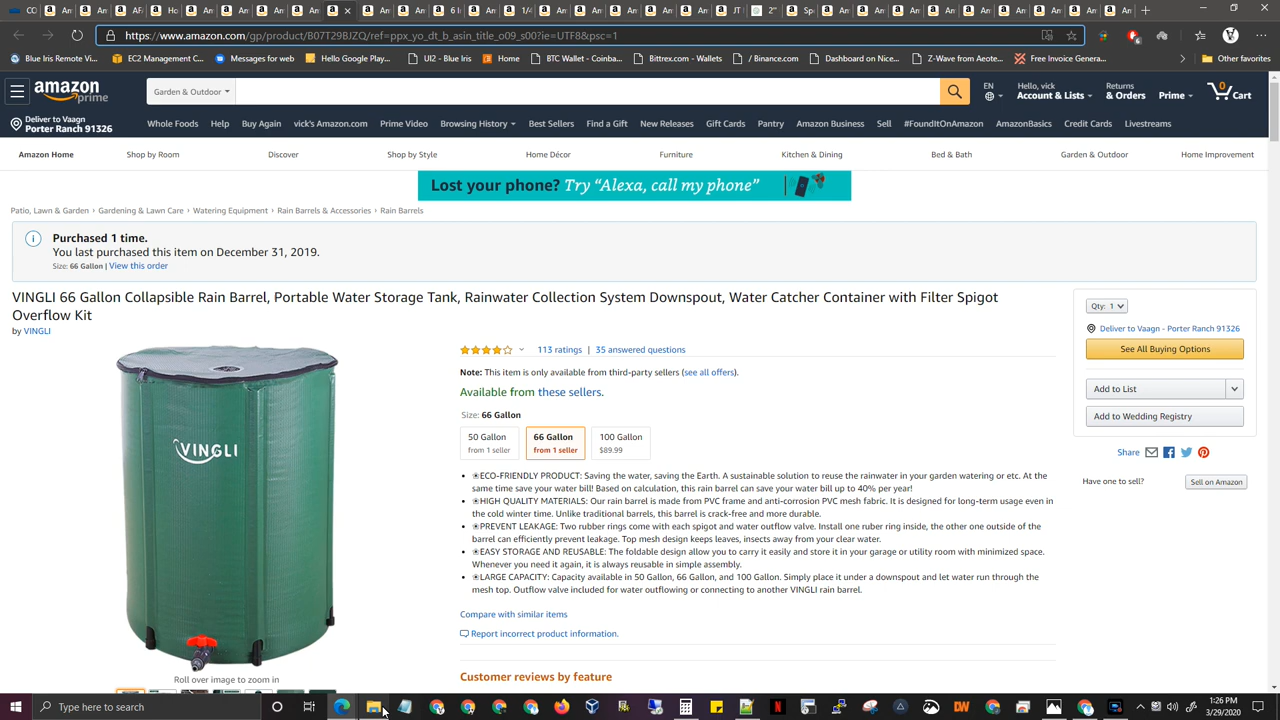 CO
JT
2"
Sp
https://www.amazon.com/gp/product/B07T29BJZQ/ref=ppx_yo_dt_b_asin_title_o09_s00?ie=UTF8&psc=1
Blue Iris Remote Vi...
EC2 Management C...
Messages for web
Hello Google Play...
UI2 - Blue Iris
Home
BTC Wallet - Coinba...
Bittrex.com - Wallets
/ Binance.com
Dashboard on Nice...
Z-Wave from Aeote...
Free Invoice Genera...
Other favorites
amazon
prime
Garden & Outdoor
EN
Hello, vick
Account & Lists
Returns
& Orders
Prime
0
Cart
Deliver to Vaagn
Porter Ranch 91326
Whole Foods Help Buy Again vick's Amazon.com Prime Video Browsing History Best Sellers Find a Gift New Releases Gift Cards Pantry Amazon Business Sell #FoundItOnAmazon AmazonBasics Credit Cards Livestreams
Amazon Home Shop by Room Discover Shop by Style Home Décor Furniture Kitchen & Dining Bed & Bath Garden & Outdoor Home Improvement
Lost your phone? Try “Alexa, call my phone”
Patio, Lawn & Garden › Gardening & Lawn Care › Watering Equipment › Rain Barrels & Accessories › Rain Barrels
Purchased 1 time.
You last purchased this item on December 31, 2019.
Size: 66 Gallon | View this order
VINGLI 66 Gallon Collapsible Rain Barrel, Portable Water Storage Tank, Rainwater Collection System Downspout, Water Catcher Container with Filter Spigot
Overflow Kit
by VINGLI
VINGLI
Roll over image to zoom in
113 ratings | 35 answered questions
Note: This item is only available from third-party sellers (see all offers).
Available from these sellers.
Size: 66 Gallon
50 Gallon
from 1 seller
66 Gallon
from 1 seller
100 Gallon
$89.99
• ☀ECO-FRIENDLY PRODUCT: Saving the water, saving the Earth. A sustainable solution to reuse the rainwater in your garden watering or etc. At the
same time save your water bill! Based on calculation, this rain barrel can save your water bill up to 40% per year!
• ☀HIGH QUALITY MATERIALS: Our rain barrel is made from PVC frame and anti-corrosion PVC mesh fabric. It is designed for long-term usage even in
the cold winter time. Unlike traditional barrels, this barrel is crack-free and more durable.
• ☀PREVENT LEAKAGE: Two rubber rings come with each spigot and water outflow valve. Install one ruber ring inside, the other one outside of the
barrel can efficiently prevent leakage. Top mesh design keeps leaves, insects away from your clear water.
• ☀EASY STORAGE AND REUSABLE: The foldable design allow you to carry it easily and store it in your garage or utility room with minimized space.
Whenever you need it again, it is always reusable in simple assembly.
• ☀LARGE CAPACITY: Capacity available in 50 Gallon, 66 Gallon, and 100 Gallon. Simply place it under a downspout and let water run through the
mesh top. Outflow valve included for water outflowing or connecting to another VINGLI rain barrel.
Compare with similar items
Report incorrect product information.
Customer reviews by feature
Qty: 1
Deliver to Vaagn - Porter Ranch 91326
See All Buying Options
Add to List
Add to Wedding Registry
Share
Have one to sell?
Sell on Amazon
Type here to search
1:26 PM
3/29/2020